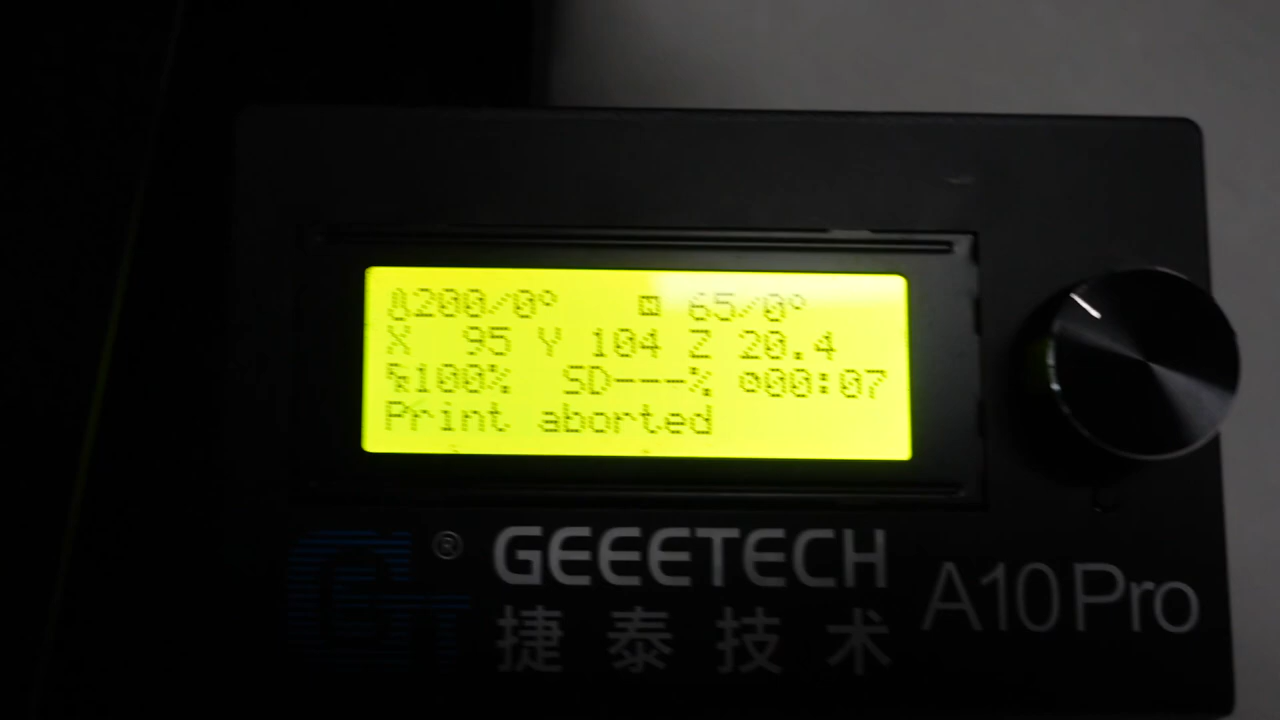 200/0° 65/0°
X 95 Y 104 Z 20.4
100% SD---% 00:07
Print aborted
® GEEETECH A10 Pro
捷泰技术